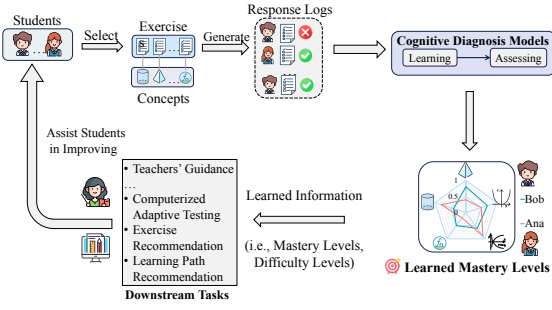 Students
Select
Exercise
Concepts
Generate
Response Logs
Cognitive Diagnosis Models
Learning
Assessing
1
0.5
0
-Bob
-Ana
Learned Mastery Levels
Learned Information
(i.e., Mastery Levels,
Difficulty Levels)
• Teachers' Guidance
...
• Computerized
Adaptive Testing
• Exercise
Recommendation
• Learning Path
Recommendation
Downstream Tasks
Assist Students
in Improving